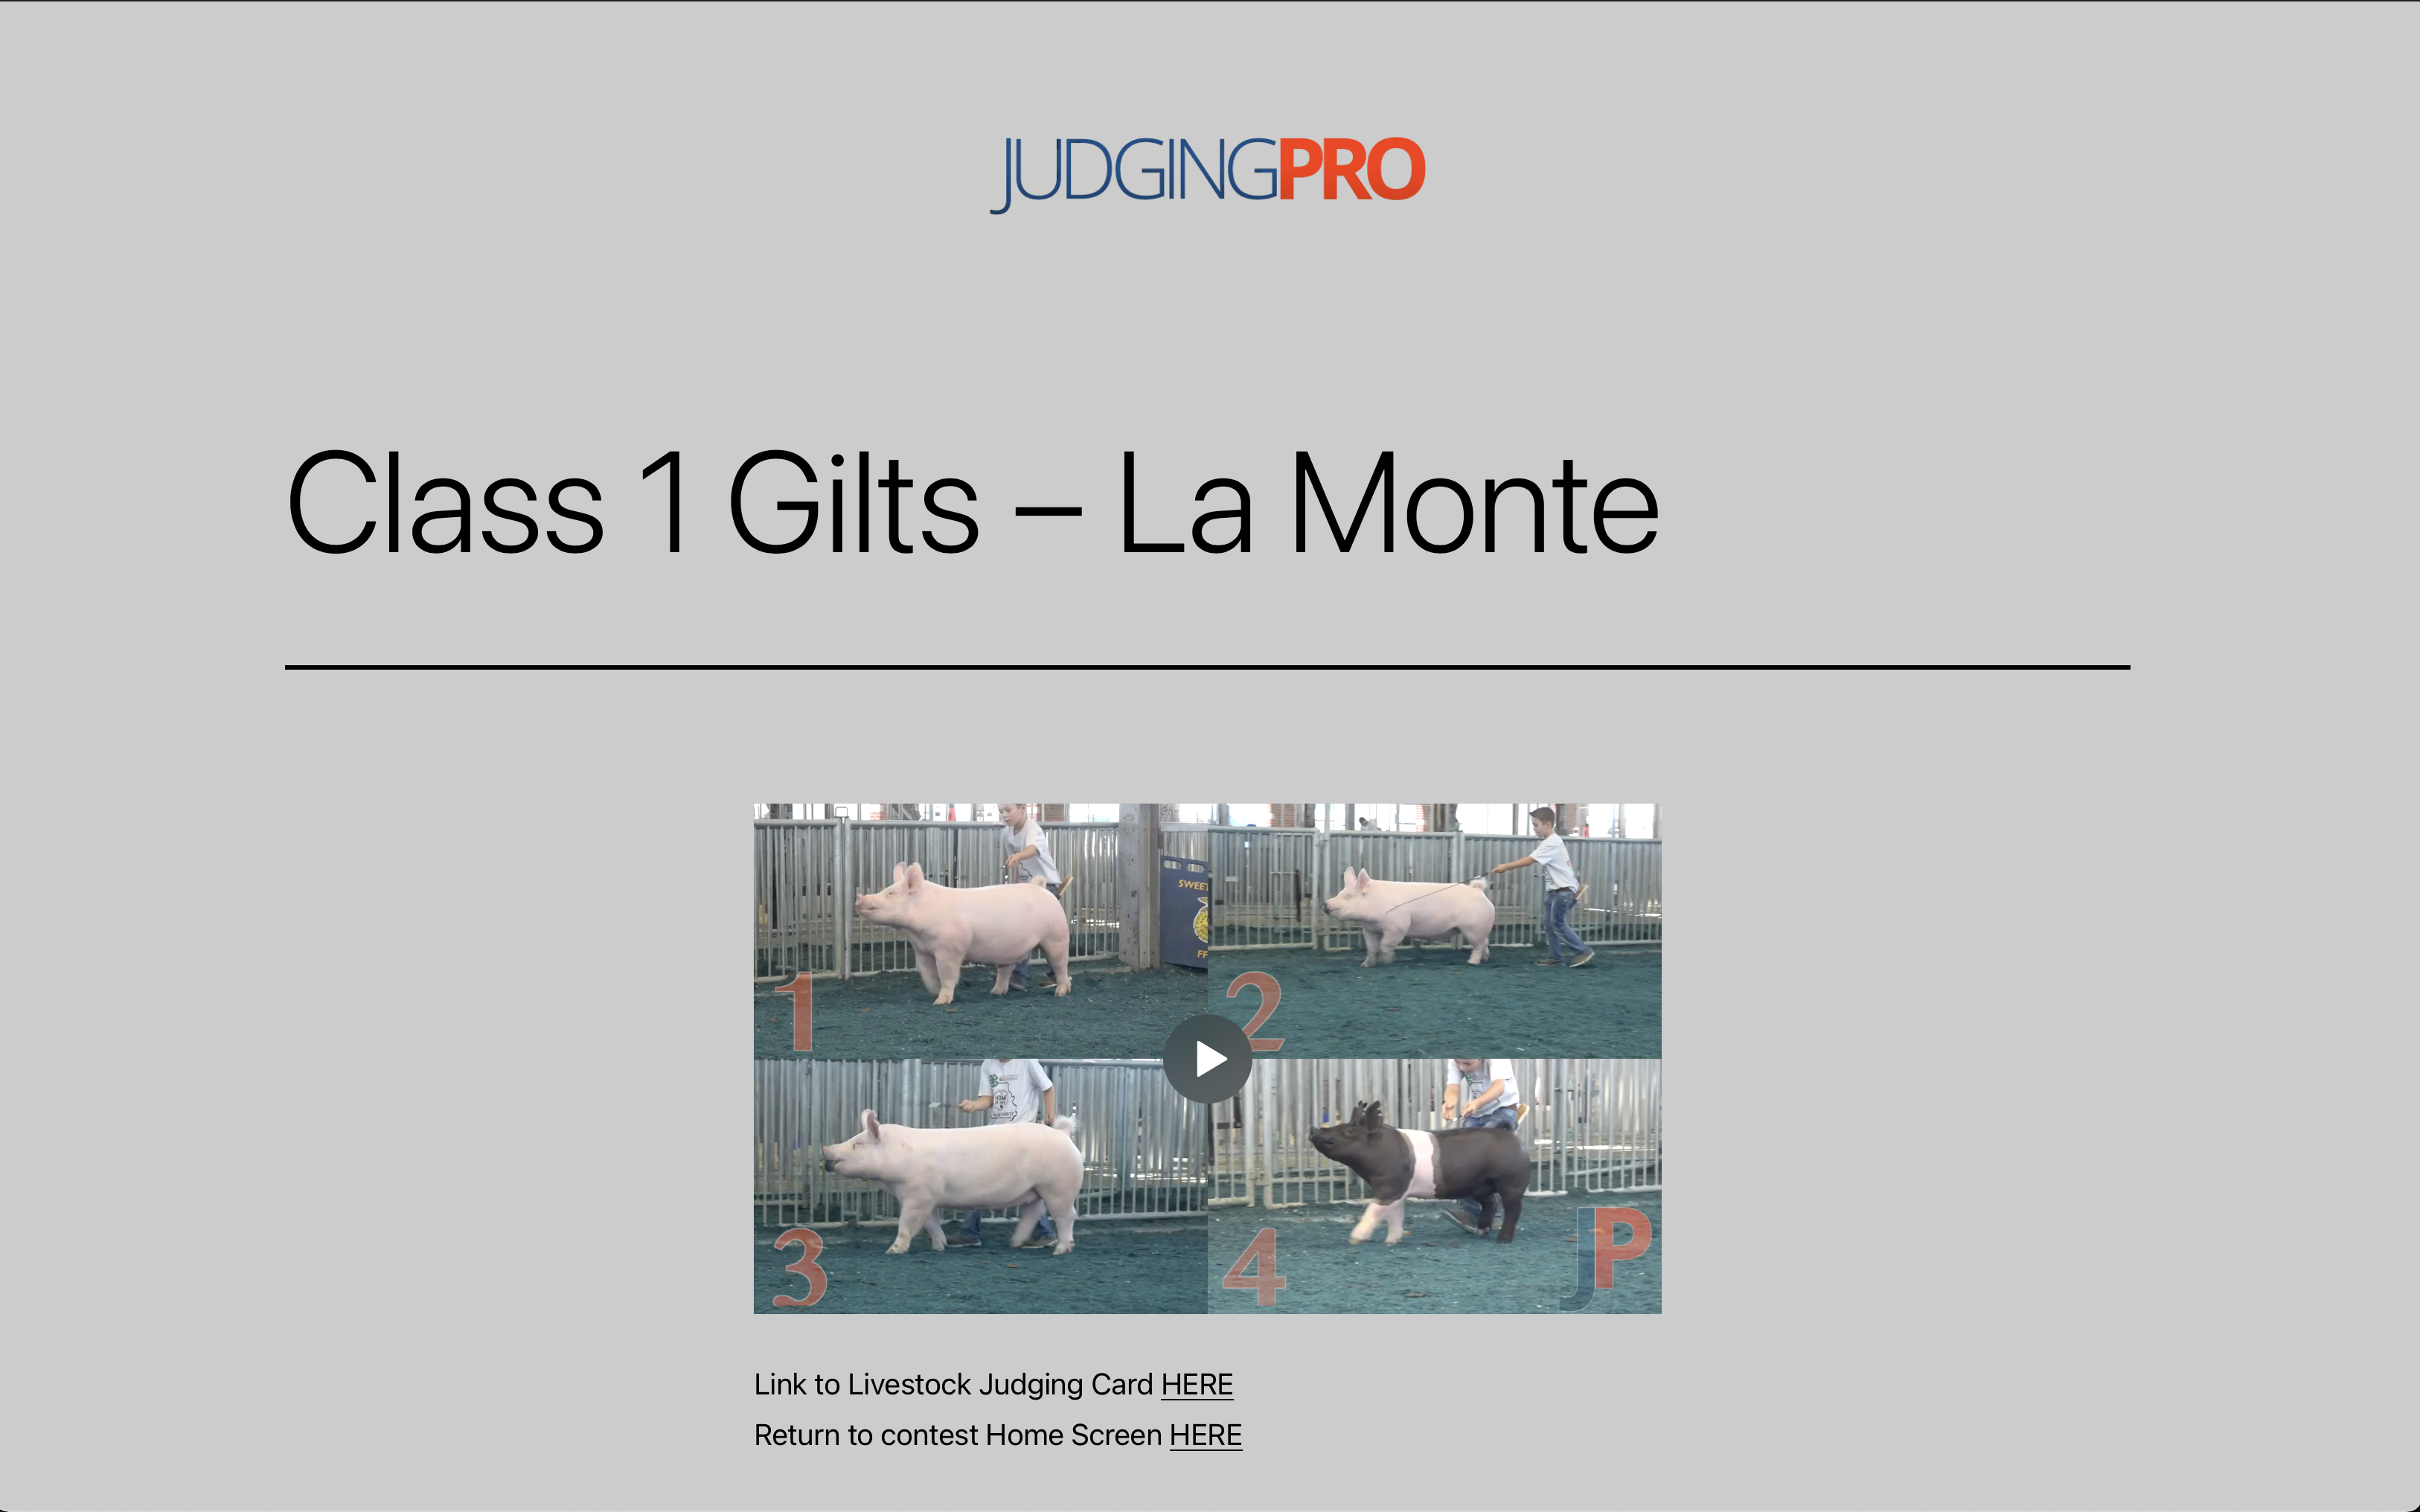 JUDGINGPRO
Class 1 Gilts – La Monte
SWEET
FF
1
2
3
4
JP
Link to Livestock Judging Card HERE
Return to contest Home Screen HERE